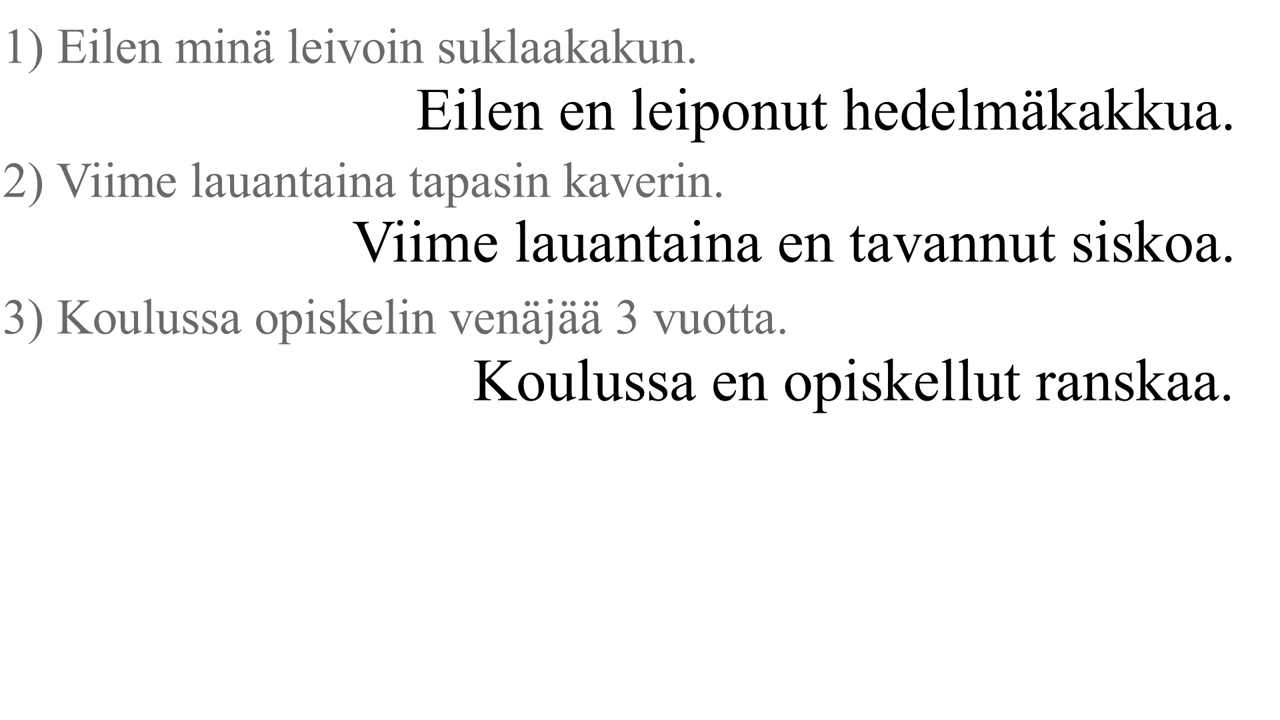 1) Eilen minä leivoin suklaakakun.
Eilen en leiponut hedelmäkakkua.
2) Viime lauantaina tapasin kaverin.
Viime lauantaina en tavannut siskoa.
3) Koulussa opiskelin venäjää 3 vuotta.
Koulussa en opiskellut ranskaa.